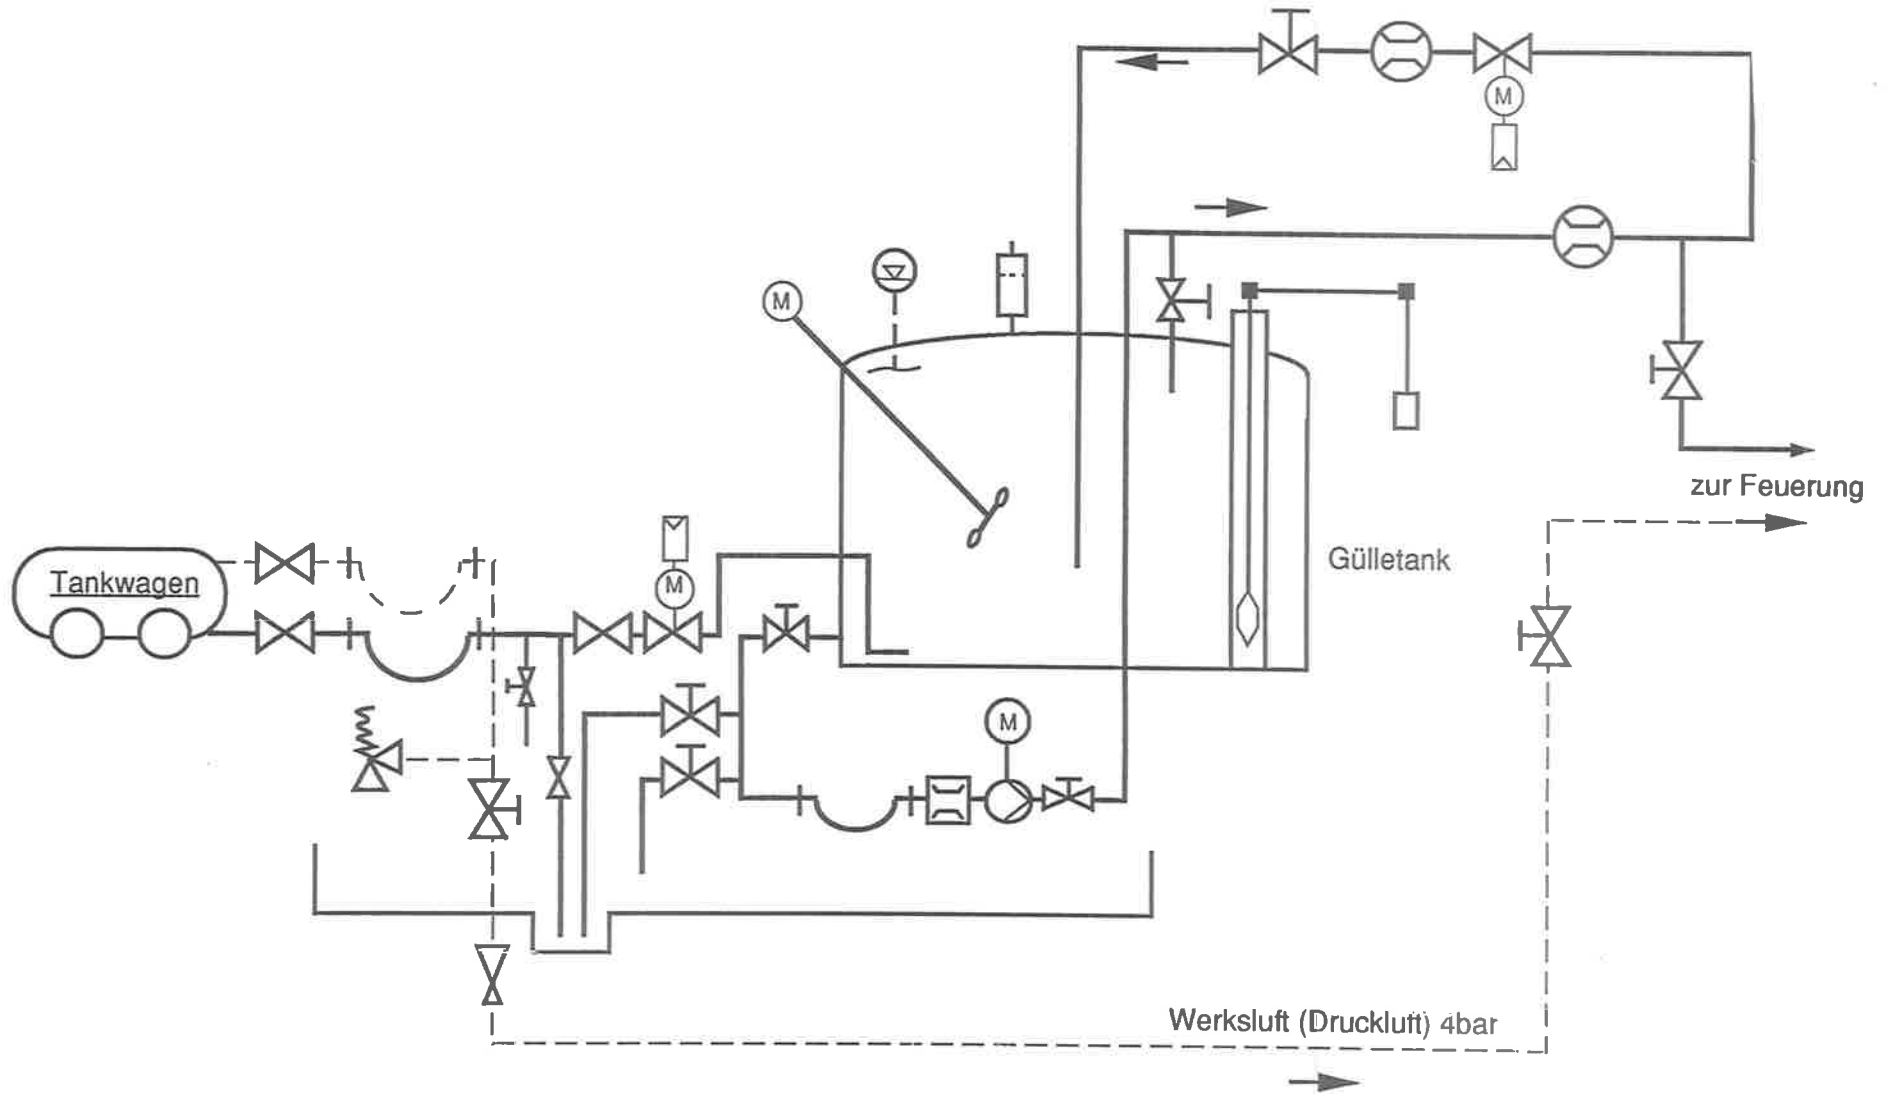 M
M
M
zur Feuerung
Gülletank
Tankwagen
M
M
Werksluft (Druckluft) 4bar